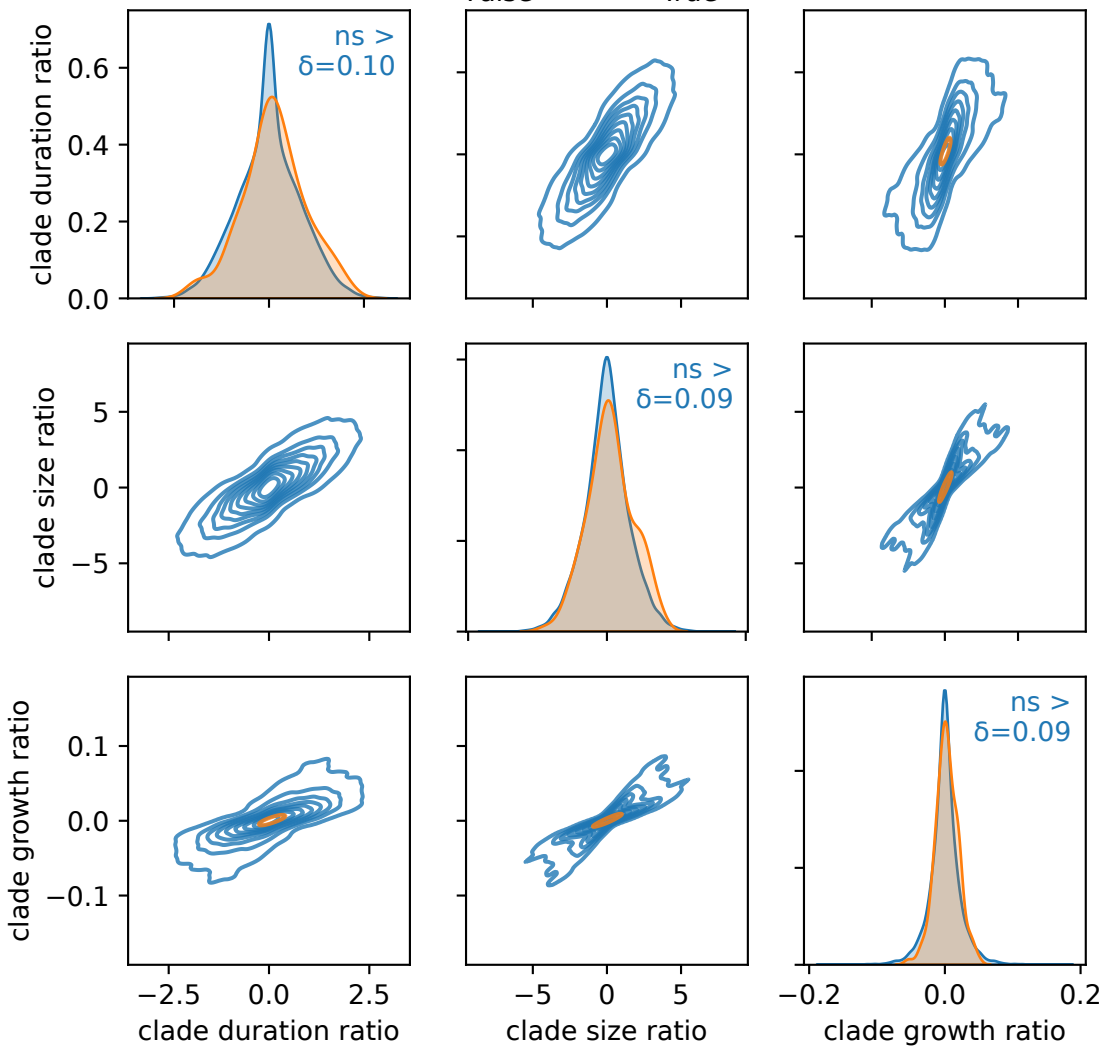 clade duration ratio
0.6
0.4
0.2
0.0
ns >
δ=0.10
clade size ratio
5
0
−5
ns >
δ=0.09
clade growth ratio
0.1
0.0
−0.1
ns >
δ=0.09
−2.5 0.0 2.5
−5 0 5
−0.2 0.0 0.2
clade duration ratio
clade size ratio
clade growth ratio